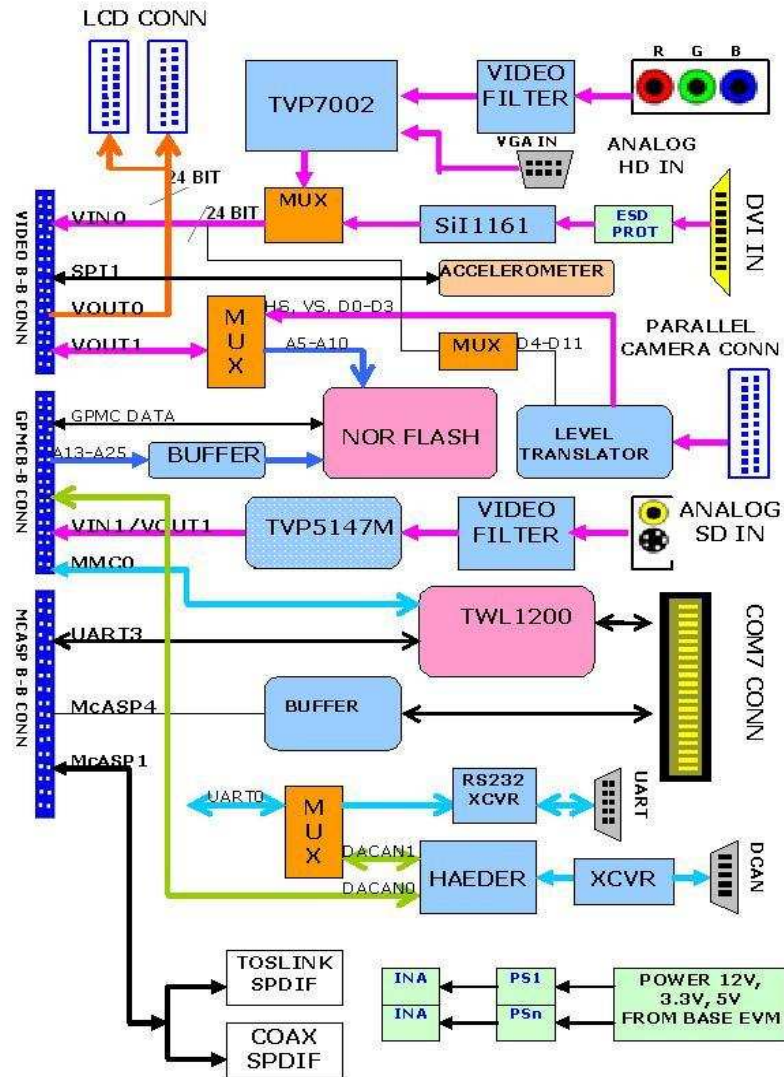 LCD CONN
R G B
TVP7002
VIDEO
FILTER
VGA IN
ANALOG
HD IN
24 BIT
24 BIT
MUX
SiI1161
ESD
PROT
DVI IN
VIDEO B-B CONN
VIN0
SPI1
ACCELEROMETER
VOUT0
HS, VS, D0-D3
VOUT1
MUX
A5-A10
MUX
D4-D11
PARALLEL
CAMERA CONN
GPMCB-B CONN
GPMC DATA
NOR FLASH
LEVEL
TRANSLATOR
A13-A25
BUFFER
VIN1/VOUT1
TVP5147M
VIDEO
FILTER
ANALOG
SD IN
MMC0
TWL1200
COM7 CONN
MCASP B-B CONN
UART3
McASP4
BUFFER
McASP1
UART0
MUX
RS232
XCVR
UART
DACAN1
DACAN0
HAEDER
XCVR
DCAN
TOSLINK
SPDIF
COAX
SPDIF
INA
PS1
INA
PSn
POWER 12V,
3.3V, 5V
FROM BASE EVM